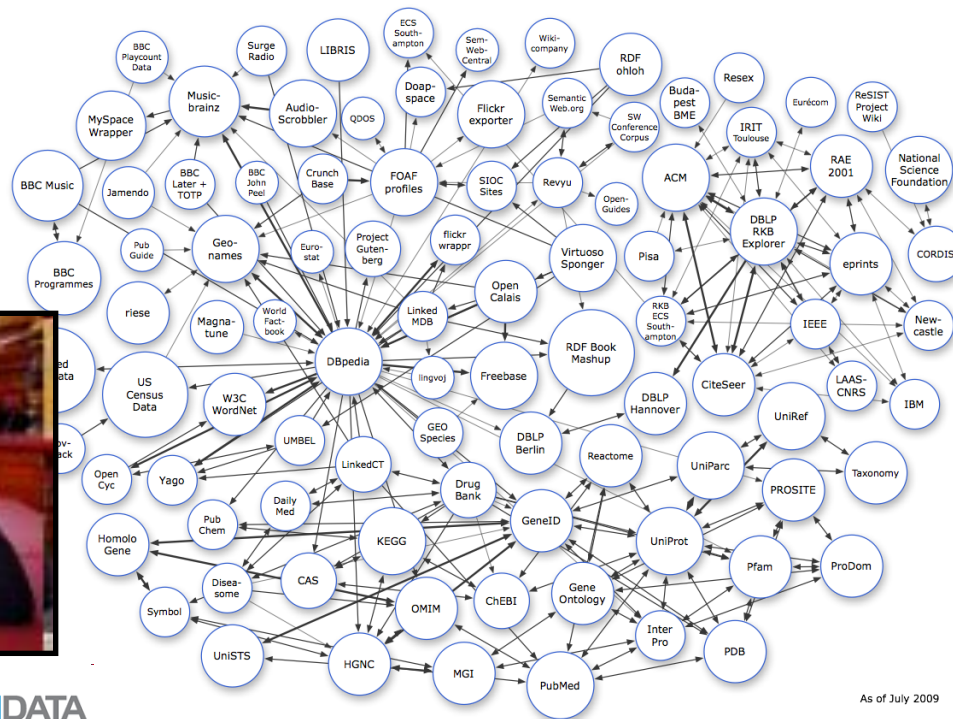 BBC
Playcount
Data
Surge
Radio
LIBRIS
ECS
South-
ampton
Sem-
Web-
Central
Wiki-
company
RDF
ohloh
MySpace
Wrapper
Music-
brainz
Audio-
Scrobbler
QDOS
Doap-
space
Flickr
exporter
Semantic
Web.org
SW
Conference
Corpus
Buda-
pest
BME
Resex
Eurécom
ReSIST
Project
Wiki
IRIT
Toulouse
BBC Music
Jamendo
BBC
Later +
TOTP
BBC
John
Peel
Crunch
Base
FOAF
profiles
SIOC
Sites
Revyu
Open-
Guides
ACM
RAE
2001
National
Science
Foundation
DBLP
RKB
Explorer
Pub
Guide
Geo-
names
Euro-
stat
Project
Guten-
berg
flickr
wrappr
Virtuoso
Sponger
Pisa
eprints
CORDIS
BBC
Programmes
riese
Magna-
tune
World
Fact-
book
Linked
MDB
Open
Calais
RKB
ECS
South-
ampton
IEEE
New-
castle
ed
ata
US
Census
Data
W3C
WordNet
DBpedia
lingvoj
Freebase
RDF Book
Mashup
DBLP
Hannover
CiteSeer
LAAS-
CNRS
IBM
ov-
ack
Open
Cyc
Yago
UMBEL
LinkedCT
GEO
Species
DBLP
Berlin
Reactome
UniParc
UniRef
Taxonomy
PROSITE
Daily
Med
Drug
Bank
Pub
Chem
Homolo
Gene
KEGG
GeneID
UniProt
Pfam
ProDom
Symbol
Disea-
some
CAS
OMIM
ChEBI
Gene
Ontology
Inter
Pro
PDB
UniSTS
HGNC
MGI
PubMed
As of July 2009
DATA